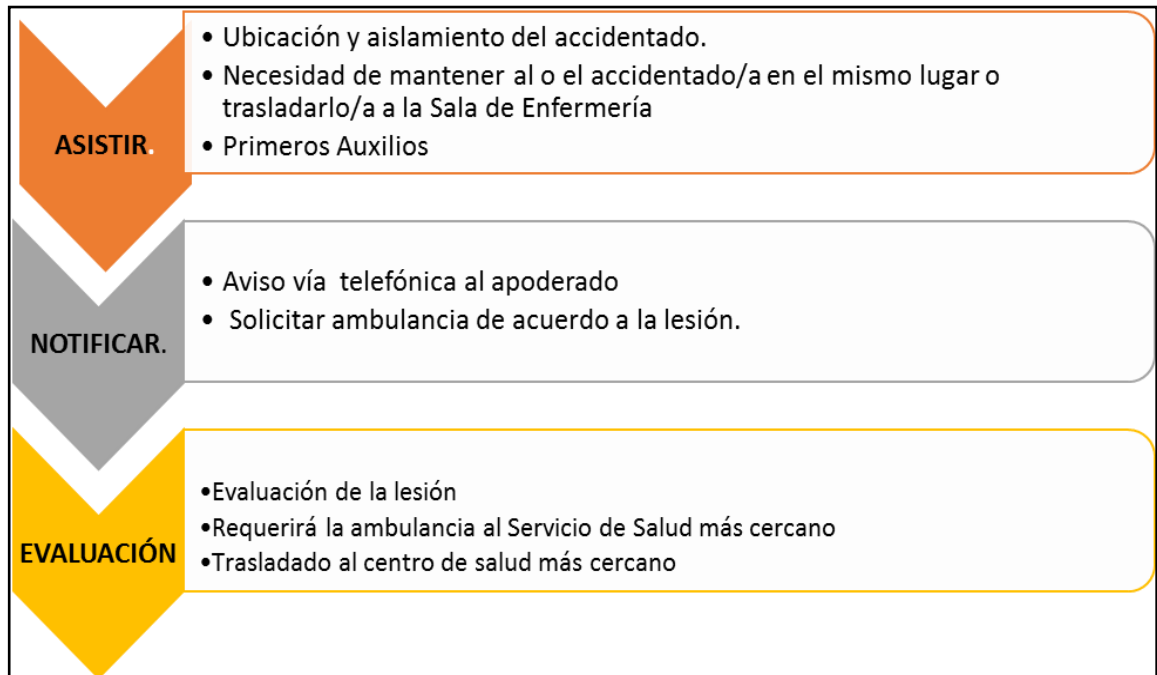 ASISTIR.
• Ubicación y aislamiento del accidentado.
• Necesidad de mantener al o el accidentado/a en el mismo lugar o
trasladarlo/a a la Sala de Enfermería
• Primeros Auxilios
NOTIFICAR.
• Aviso vía telefónica al apoderado
• Solicitar ambulancia de acuerdo a la lesión.
EVALUACIÓN
•Evaluación de la lesión
•Requerirá la ambulancia al Servicio de Salud más cercano
•Trasladado al centro de salud más cercano